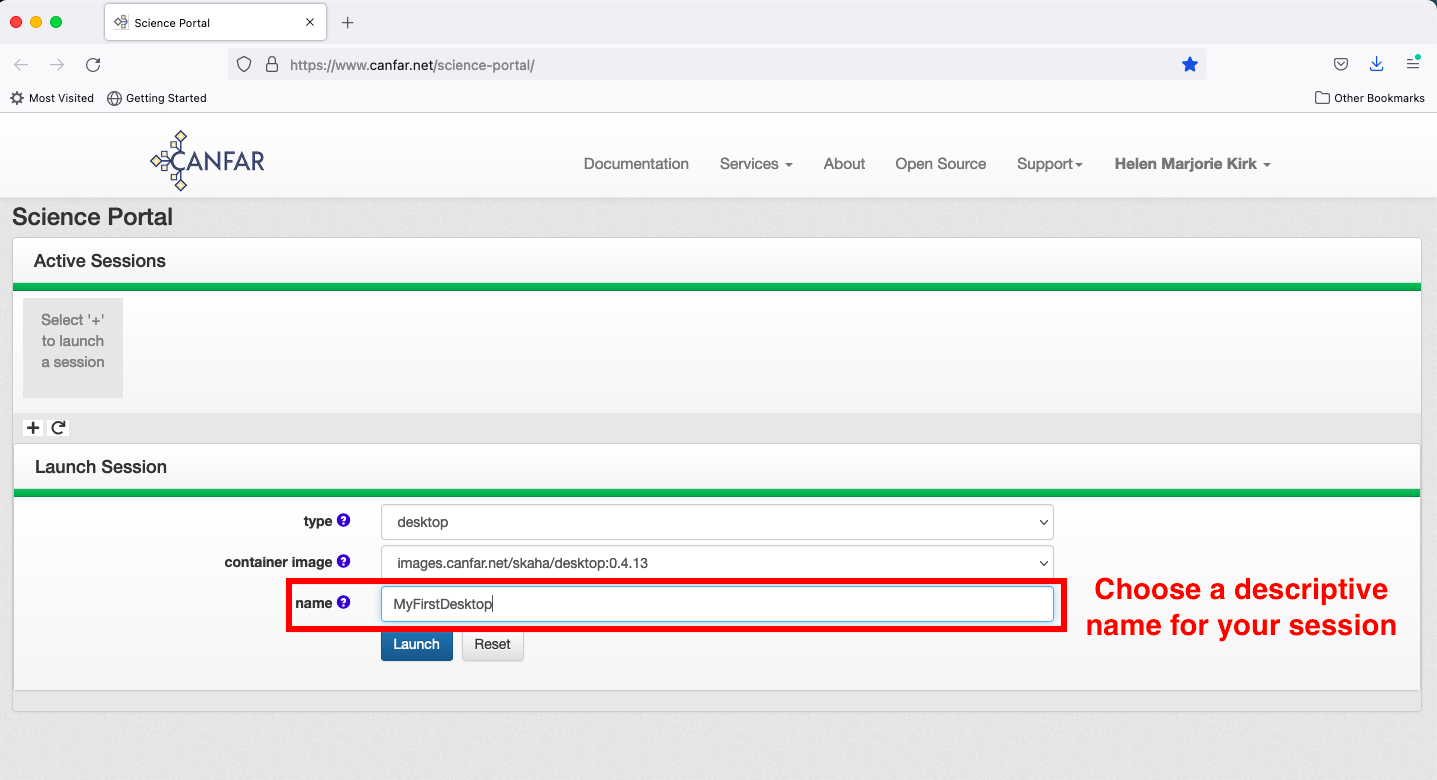 Science Portal
https://www.canfar.net/science-portal/
Most Visited
Getting Started
Other Bookmarks
CANFAR
Documentation
Services
About
Open Source
Support
Helen Marjorie Kirk
Science Portal
Active Sessions
Select '+'
to launch
a session
Launch Session
type ?
desktop
container image ?
images.canfar.net/skaha/desktop:0.4.13
name ?
MyFirstDesktop
Choose a descriptive
name for your session
Launch
Reset